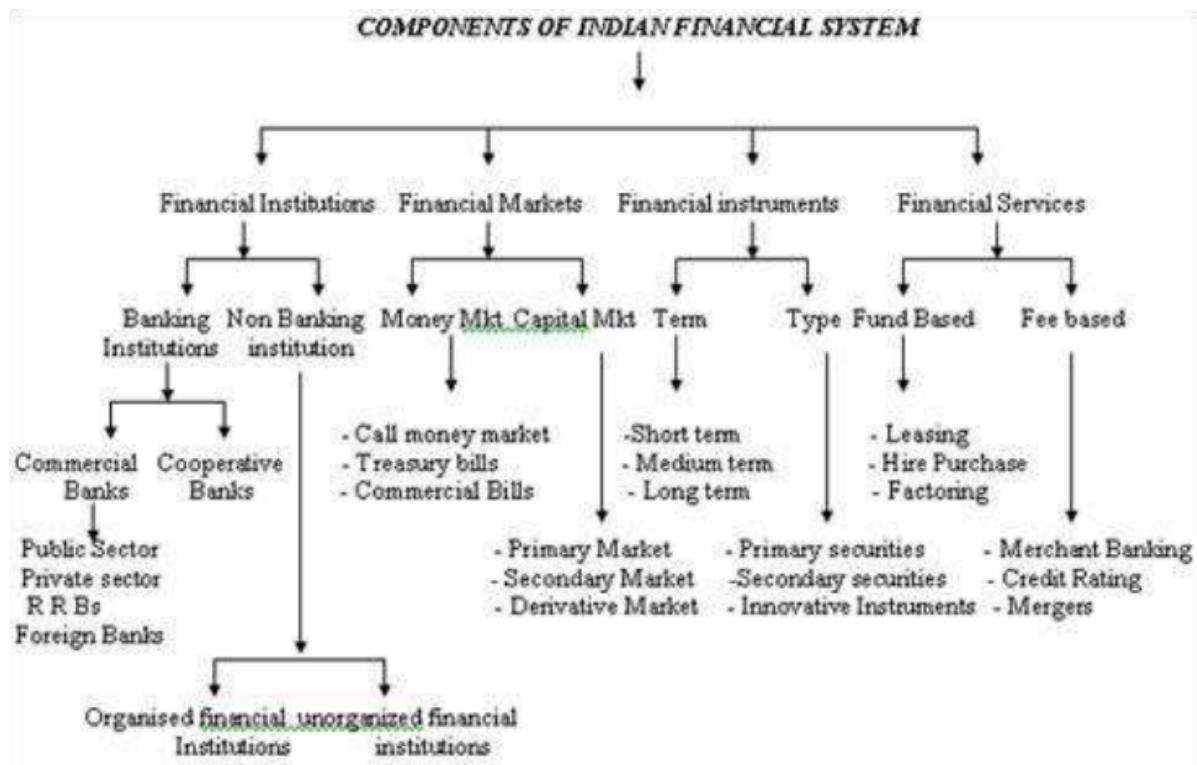 COMPONENTS OF INDIAN FINANCIAL SYSTEM
Financial Institutions
Financial Markets
Financial instruments
Financial Services
Banking
Institutions
Non Banking
institution
Money Mkt
Capital Mkt
Term
Type
Fund Based
Fee based
Commercial
Banks
Cooperative
Banks
- Call money market
- Treasury bills
- Commercial Bills
-Short term
- Medium term
- Long term
- Leasing
- Hire Purchase
- Factoring
Public Sector
Private sector
R R Bs
Foreign Banks
- Primary Market
- Secondary Market
- Derivative Market
- Primary securities
-Secondary securities
- Innovative Instruments
- Merchant Banking
- Credit Rating
- Mergers
Organised financial
Institutions
unorganized financial
institutions